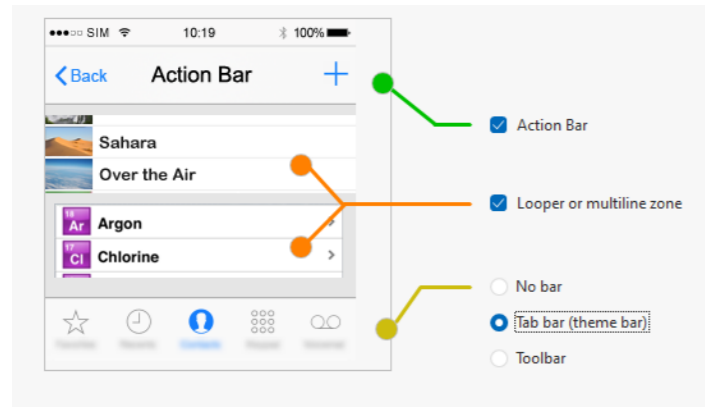 SIM 10:19 100%
Back Action Bar
Sahara
Over the Air
18
Ar Argon
17
Cl Chlorine
Contacts
Action Bar
Looper or multiline zone
No bar
Tab bar (theme bar)
Toolbar